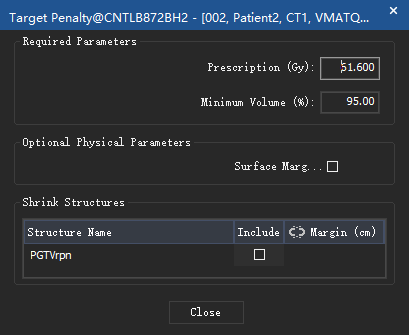 Target Penalty@CNTLB872BH2 - [002, Patient2, CT1, VMATQ...
Required Parameters
Prescription (Gy): 51.600
Minimum Volume (%): 95.00
Optional Physical Parameters
Surface Marg...
Shrink Structures
Structure Name Include Margin (cm)
PGTVrpn
Close